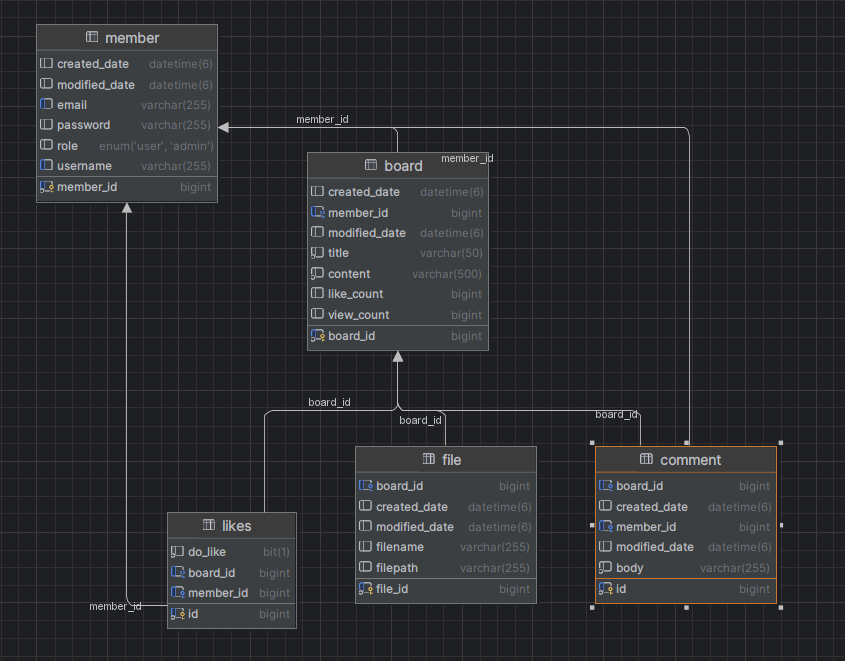 member
created_date datetime(6)
modified_date datetime(6)
email varchar(255)
password varchar(255)
role enum('user', 'admin')
username varchar(255)
member_id bigint
member_id
member_id
board
created_date datetime(6)
member_id bigint
modified_date datetime(6)
title varchar(50)
content varchar(500)
like_count bigint
view_count bigint
board_id bigint
board_id
board_id
board_id
file
board_id bigint
created_date datetime(6)
modified_date datetime(6)
filename varchar(255)
filepath varchar(255)
file_id bigint
comment
board_id bigint
created_date datetime(6)
member_id bigint
modified_date datetime(6)
body varchar(255)
id bigint
likes
do_like bit(1)
board_id bigint
member_id bigint
id bigint
member_id